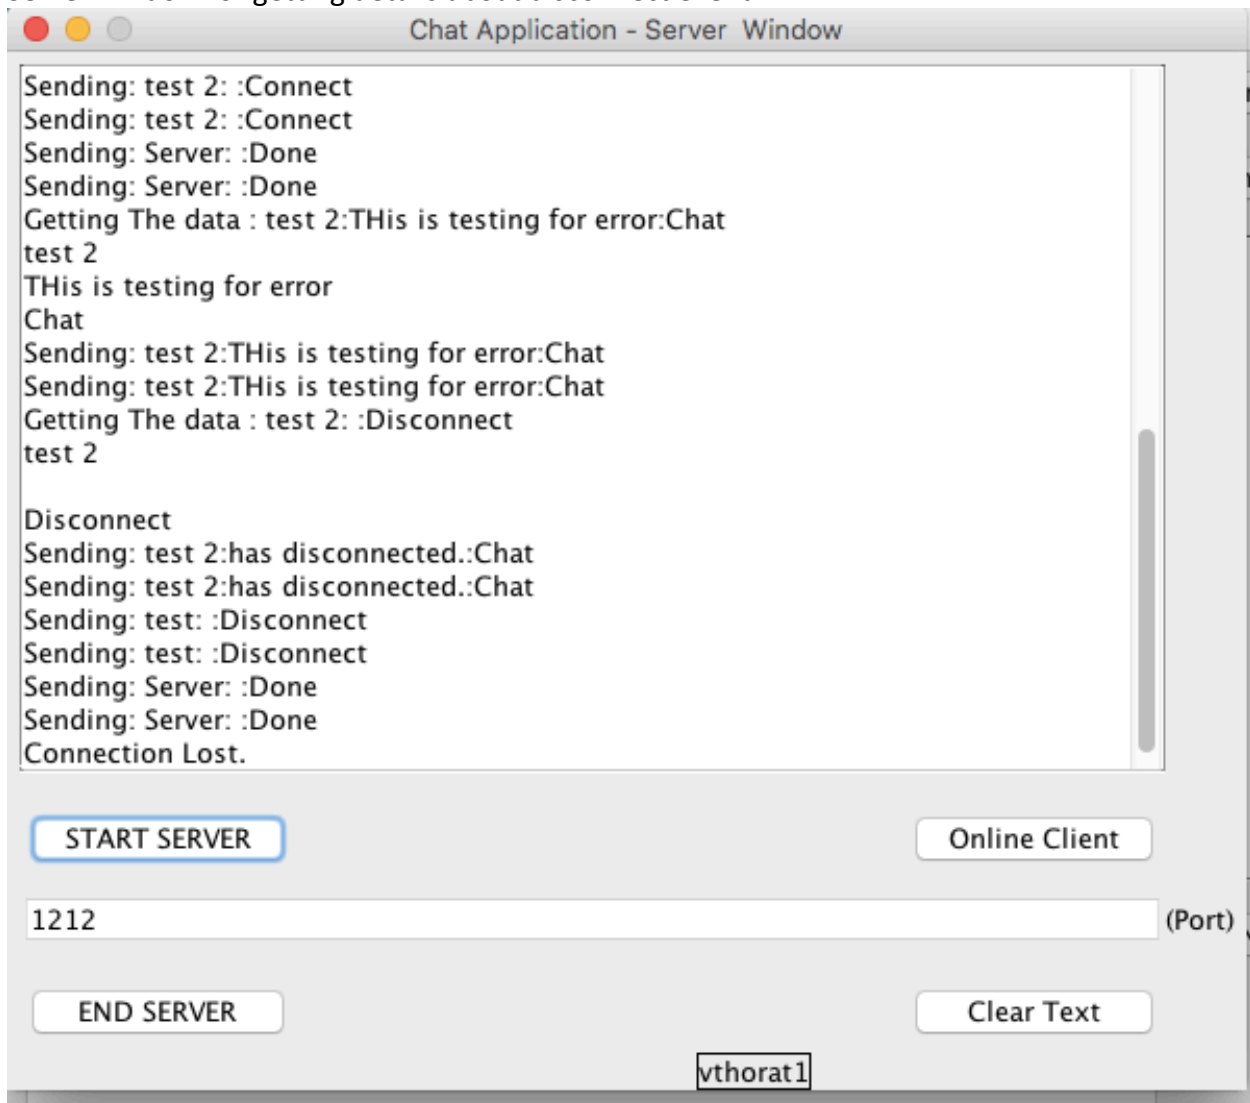 Chat Application - Server Window
Sending: test 2: :Connect
Sending: test 2: :Connect
Sending: Server: :Done
Sending: Server: :Done
Getting The data : test 2:THis is testing for error:Chat
test 2
THis is testing for error
Chat
Sending: test 2:THis is testing for error:Chat
Sending: test 2:THis is testing for error:Chat
Getting The data : test 2: :Disconnect
test 2
Disconnect
Sending: test 2:has disconnected.:Chat
Sending: test 2:has disconnected.:Chat
Sending: test: :Disconnect
Sending: test: :Disconnect
Sending: Server: :Done
Sending: Server: :Done
Connection Lost.
START SERVER
Online Client
1212
(Port)
END SERVER
Clear Text
vthorat1